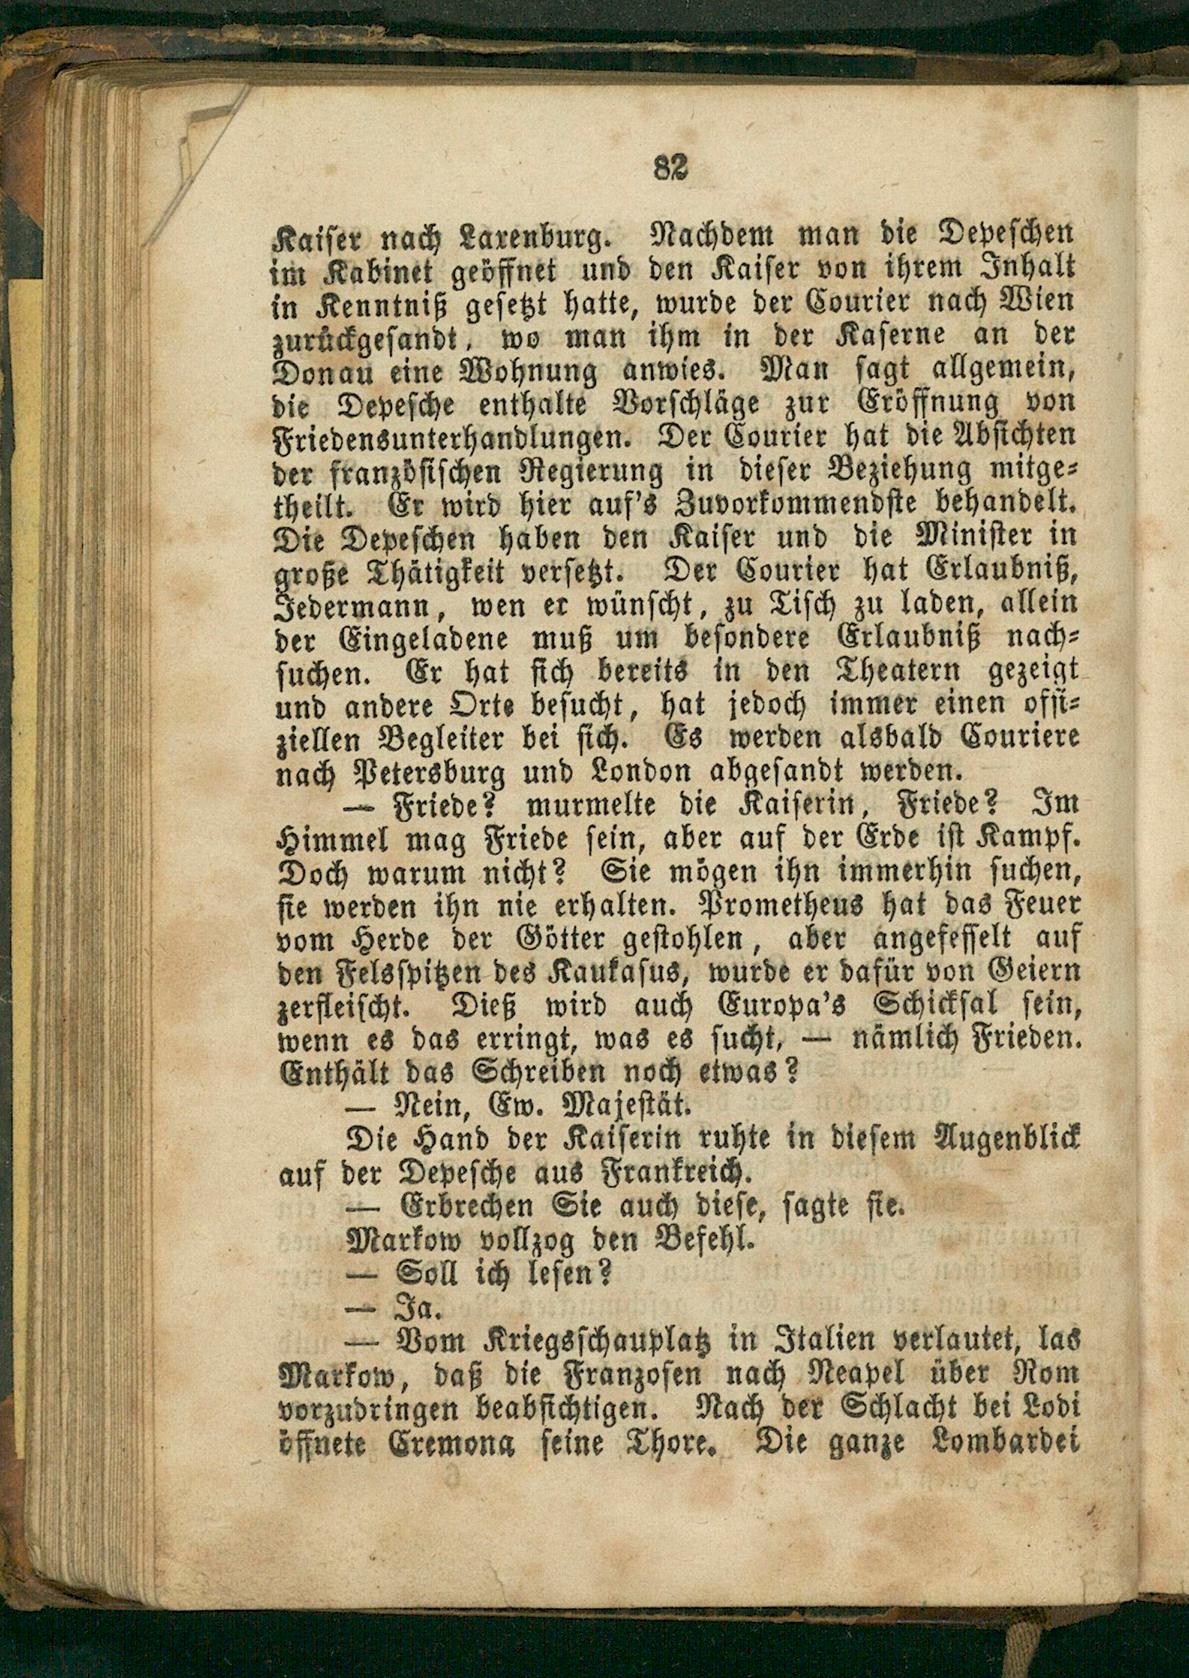 82
Kaiser nach Laxenburg. Nachdem man die Depeschen
im Kabinet geöffnet und den Kaiser von ihrem Inhalt
in Kenntniß gesetzt hatte, wurde der Courier nach Wien
zurückgesandt, wo man ihm in der Kaserne an der
Donau eine Wohnung anwies. Man sagt allgemein,
die Depesche enthalte Vorschläge zur Eröffnung von
Friedensunterhandlungen. Der Courier hat die Absichten
der französischen Regierung in dieser Beziehung mitge-
theilt. Er wird hier auf's Zuvorkommendste behandelt.
Die Depeschen haben den Kaiser und die Minister in
große Thätigkeit versetzt. Der Courier hat Erlaubniß,
Jedermann, wen er wünscht, zu Tisch zu laden, allein
der Eingeladene muß um besondere Erlaubniß nach-
suchen. Er hat sich bereits in den Theatern gezeigt
und andere Orte besucht, hat jedoch immer einen offi-
ziellen Begleiter bei sich. Es werden alsbald Couriere
nach Petersburg und London abgesandt werden.
— Friede? murmelte die Kaiserin, Friede? Im
Himmel mag Friede sein, aber auf der Erde ist Kampf.
Doch warum nicht? Sie mögen ihn immerhin suchen,
sie werden ihn nie erhalten. Prometheus hat das Feuer
vom Herde der Götter gestohlen, aber angefesselt auf
den Felsspitzen des Kaukasus, wurde er dafür von Geiern
zerfleischt. Dieß wird auch Europa's Schicksal sein,
wenn es das erringt, was es sucht, — nämlich Frieden.
Enthält das Schreiben noch etwas?
— Nein, Ew. Majestät.
Die Hand der Kaiserin ruhte in diesem Augenblick
auf der Depesche aus Frankreich.
— Erbrechen Sie auch diese, sagte sie.
Markow vollzog den Befehl.
— Soll ich lesen?
— Ja.
— Vom Kriegsschauplatz in Italien verlautet, las
Markow, daß die Franzosen nach Neapel über Rom
vorzudringen beabsichtigen. Nach der Schlacht bei Lodi
öffnete Cremona seine Thore. Die ganze Lombardei